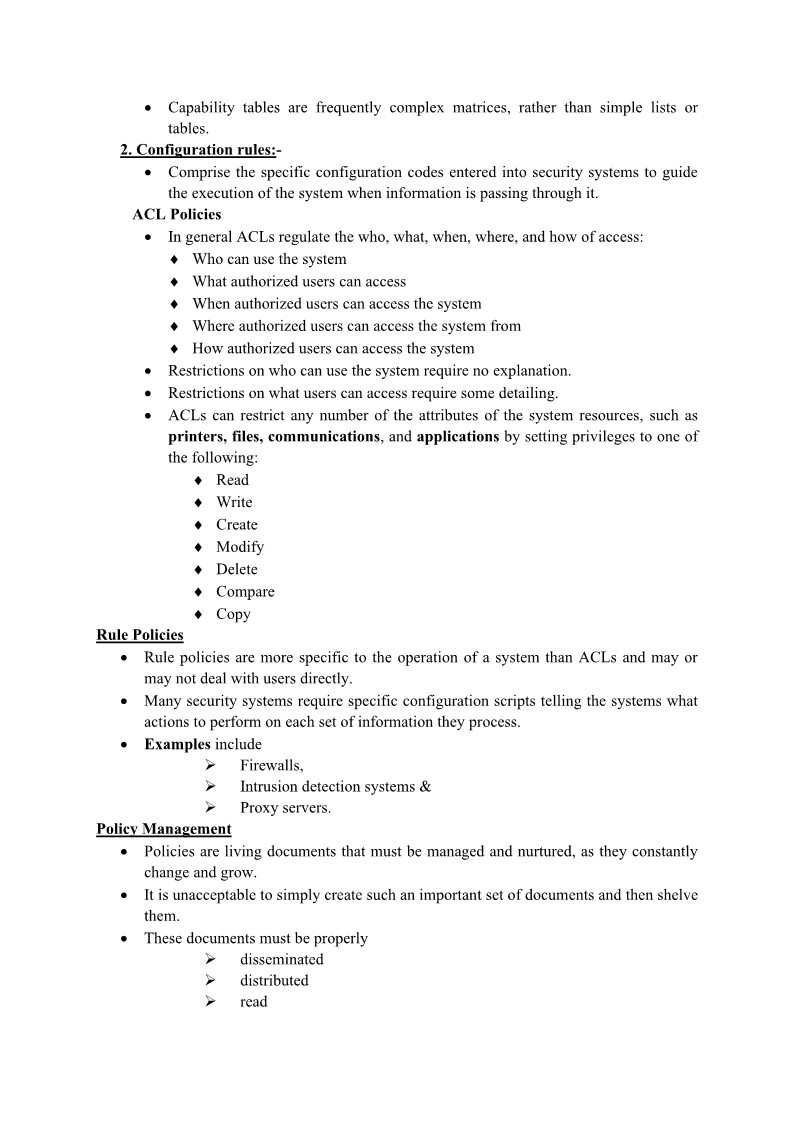 • Capability tables are frequently complex matrices, rather than simple lists or
tables.
2. Configuration rules:-
• Comprise the specific configuration codes entered into security systems to guide
the execution of the system when information is passing through it.
ACL Policies
• In general ACLs regulate the who, what, when, where, and how of access:
♦ Who can use the system
♦ What authorized users can access
♦ When authorized users can access the system
♦ Where authorized users can access the system from
♦ How authorized users can access the system
• Restrictions on who can use the system require no explanation.
• Restrictions on what users can access require some detailing.
• ACLs can restrict any number of the attributes of the system resources, such as
printers, files, communications, and applications by setting privileges to one of
the following:
♦ Read
♦ Write
♦ Create
♦ Modify
♦ Delete
♦ Compare
♦ Copy
Rule Policies
• Rule policies are more specific to the operation of a system than ACLs and may or
may not deal with users directly.
• Many security systems require specific configuration scripts telling the systems what
actions to perform on each set of information they process.
• Examples include
➢ Firewalls,
➢ Intrusion detection systems &
➢ Proxy servers.
Policy Management
• Policies are living documents that must be managed and nurtured, as they constantly
change and grow.
• It is unacceptable to simply create such an important set of documents and then shelve
them.
• These documents must be properly
➢ disseminated
➢ distributed
➢ read